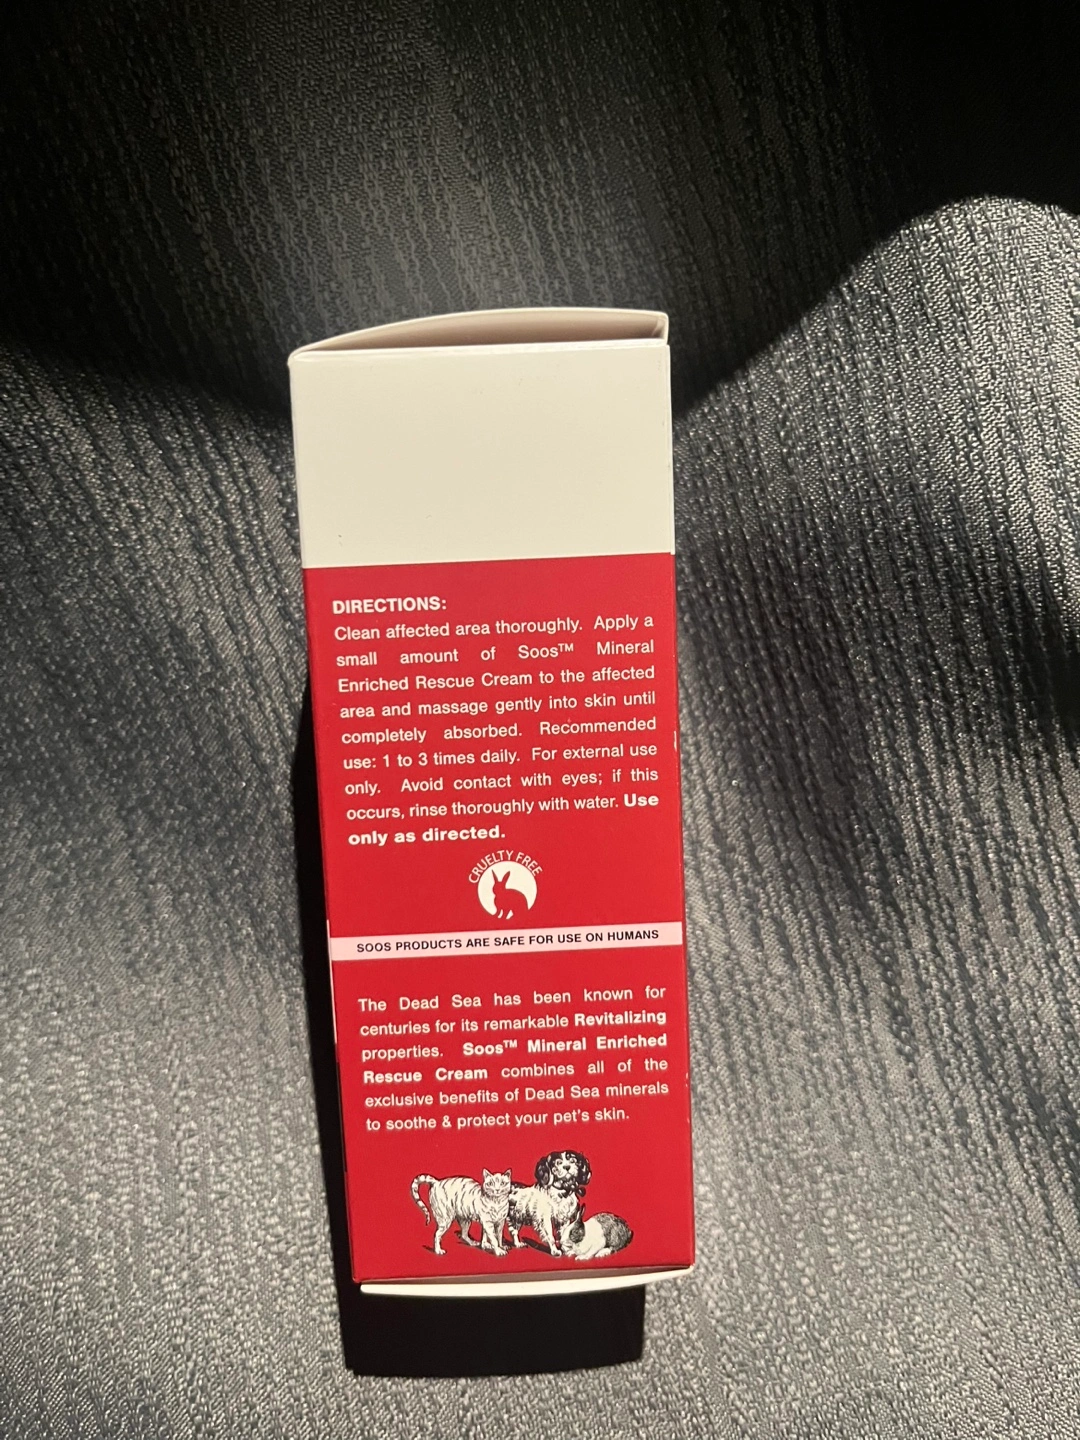 DIRECTIONS:
Clean affected area thoroughly. Apply a
small amount of Soos™ Mineral
Enriched Rescue Cream to the affected
area and massage gently into skin until
completely absorbed. Recommended
use: 1 to 3 times daily. For external use
only. Avoid contact with eyes; if this
occurs, rinse thoroughly with water. Use
only as directed.
CRUELTY FREE
SOOS PRODUCTS ARE SAFE FOR USE ON HUMANS
The Dead Sea has been known for
centuries for its remarkable Revitalizing
properties. Soos™ Mineral Enriched
Rescue Cream combines all of the
exclusive benefits of Dead Sea minerals
to soothe & protect your pet's skin.